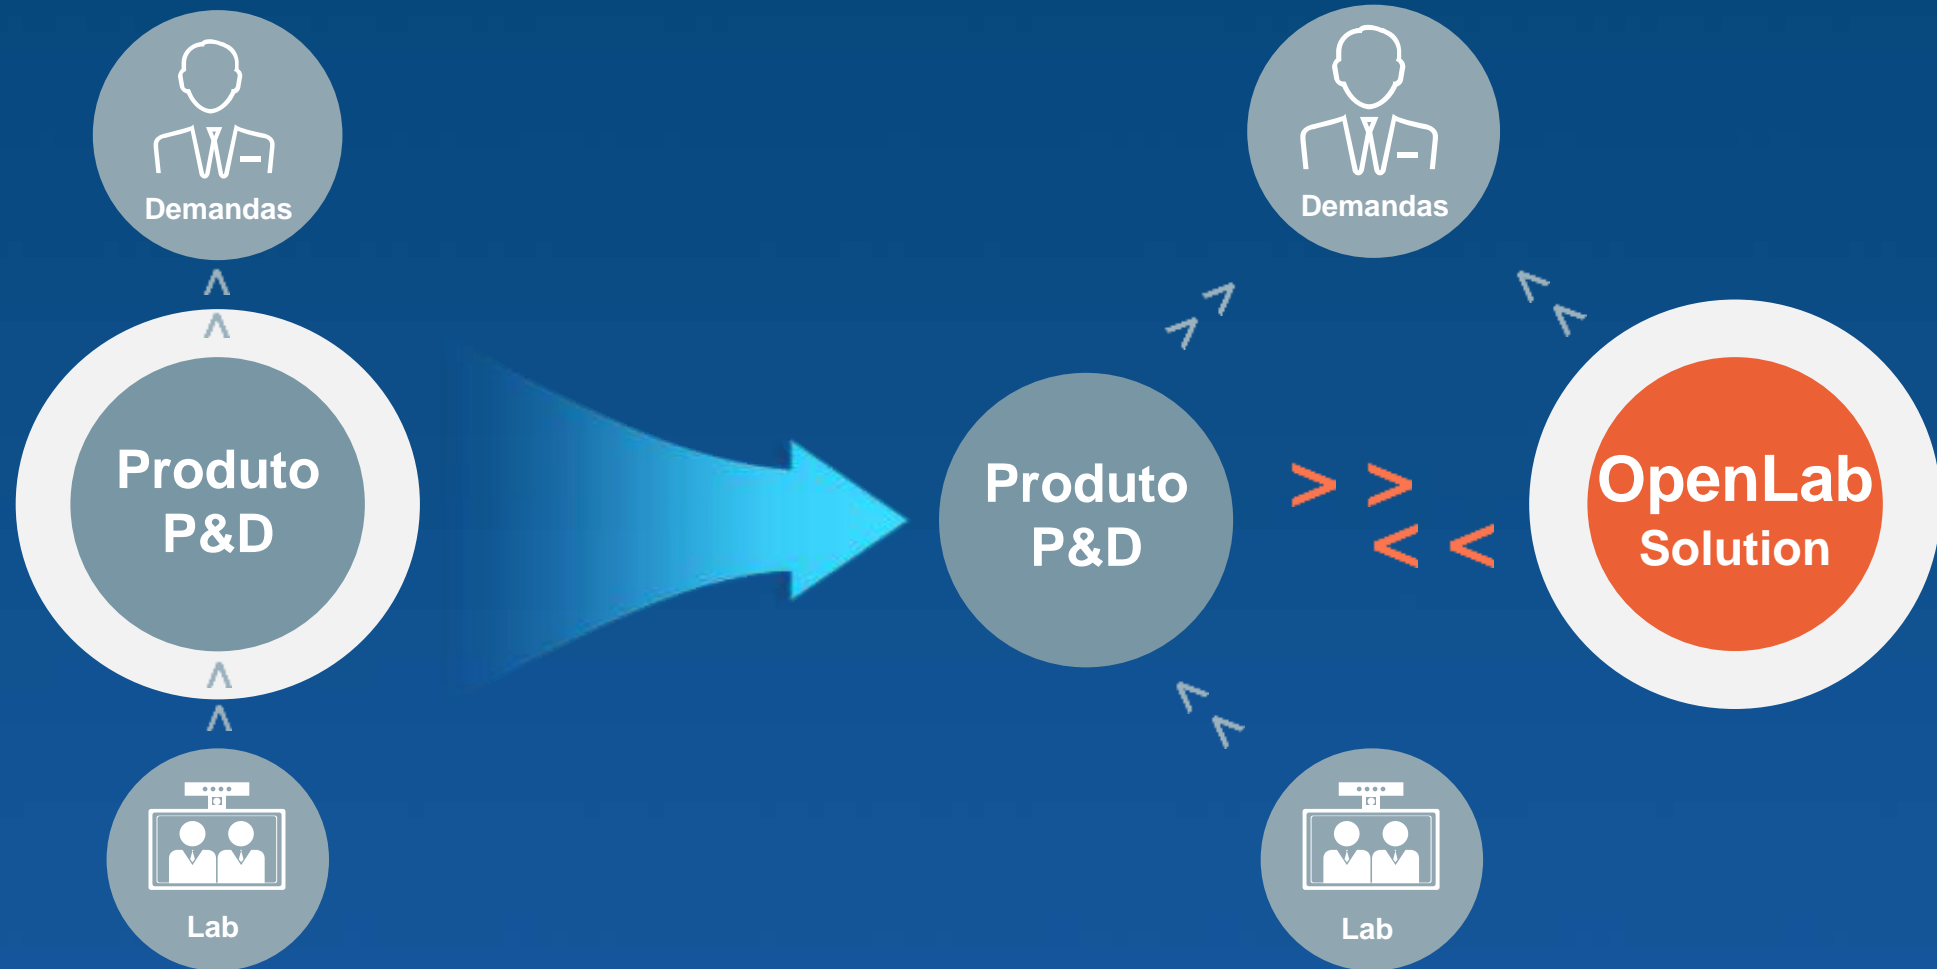 Demandas
Produto
P&D
Lab
Demandas
Produto
P&D
> >
< <
OpenLab
Solution
Lab